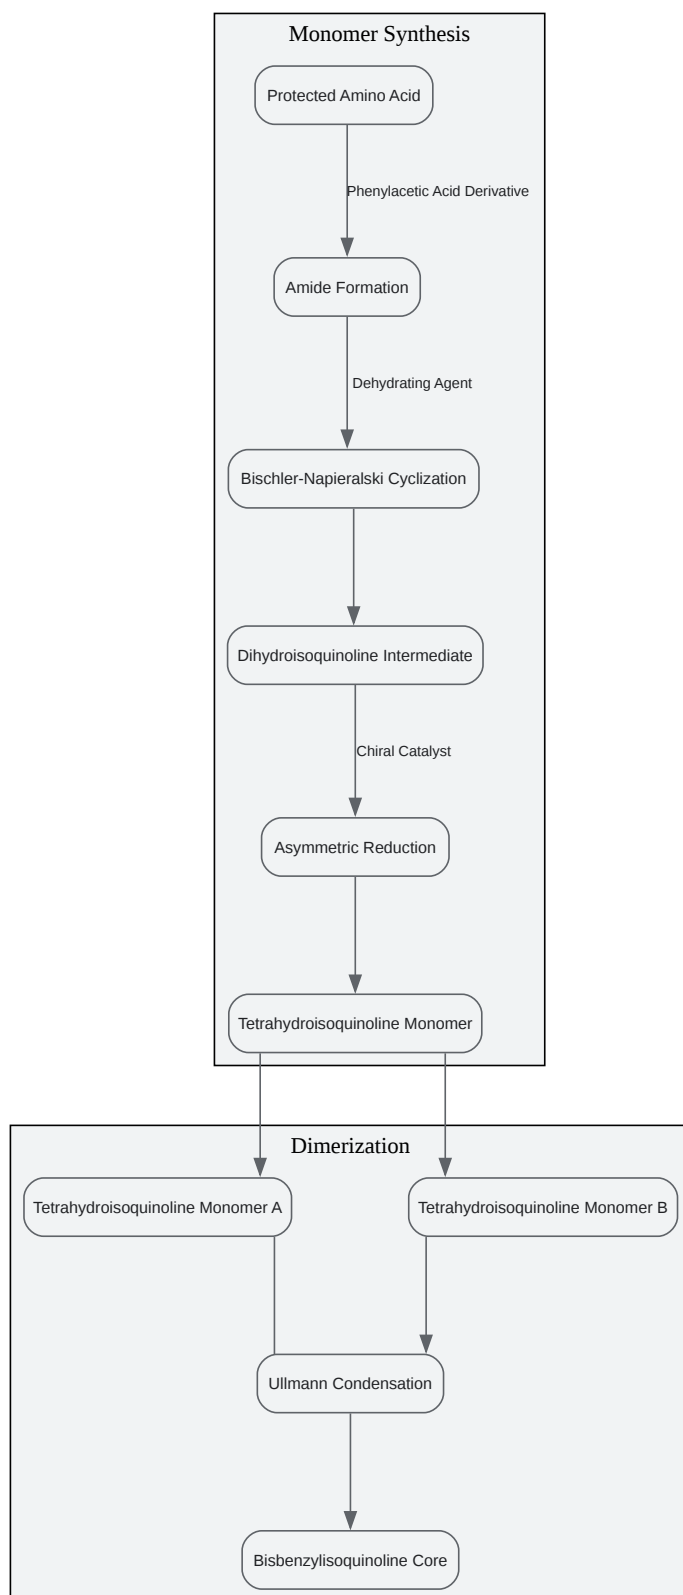 Monomer Synthesis
Protected Amino Acid
Phenylacetic Acid Derivative
Amide Formation
Dehydrating Agent
Bischler-Napieralski Cyclization
Dihydroisoquinoline Intermediate
Chiral Catalyst
Asymmetric Reduction
Tetrahydroisoquinoline Monomer
Dimerization
Tetrahydroisoquinoline Monomer A
Tetrahydroisoquinoline Monomer B
Ullmann Condensation
Bisbenzylisoquinoline Core